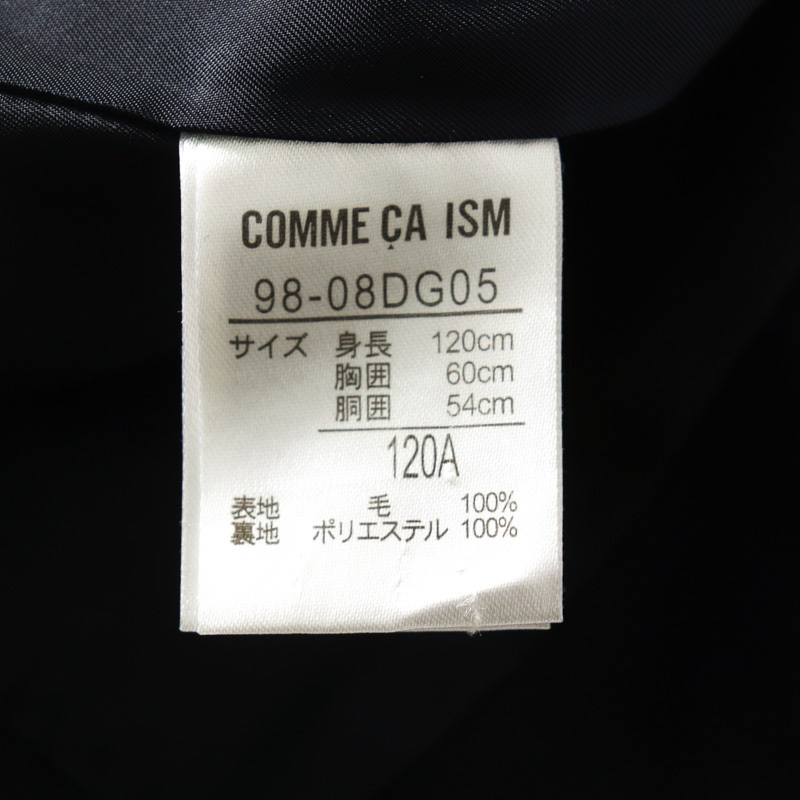 COMME ÇA ISM
98-08DG05
サイズ 身長 120cm
胸囲 60cm
胴囲 54cm
120A
表地 毛 100%
裏地 ポリエステル 100%